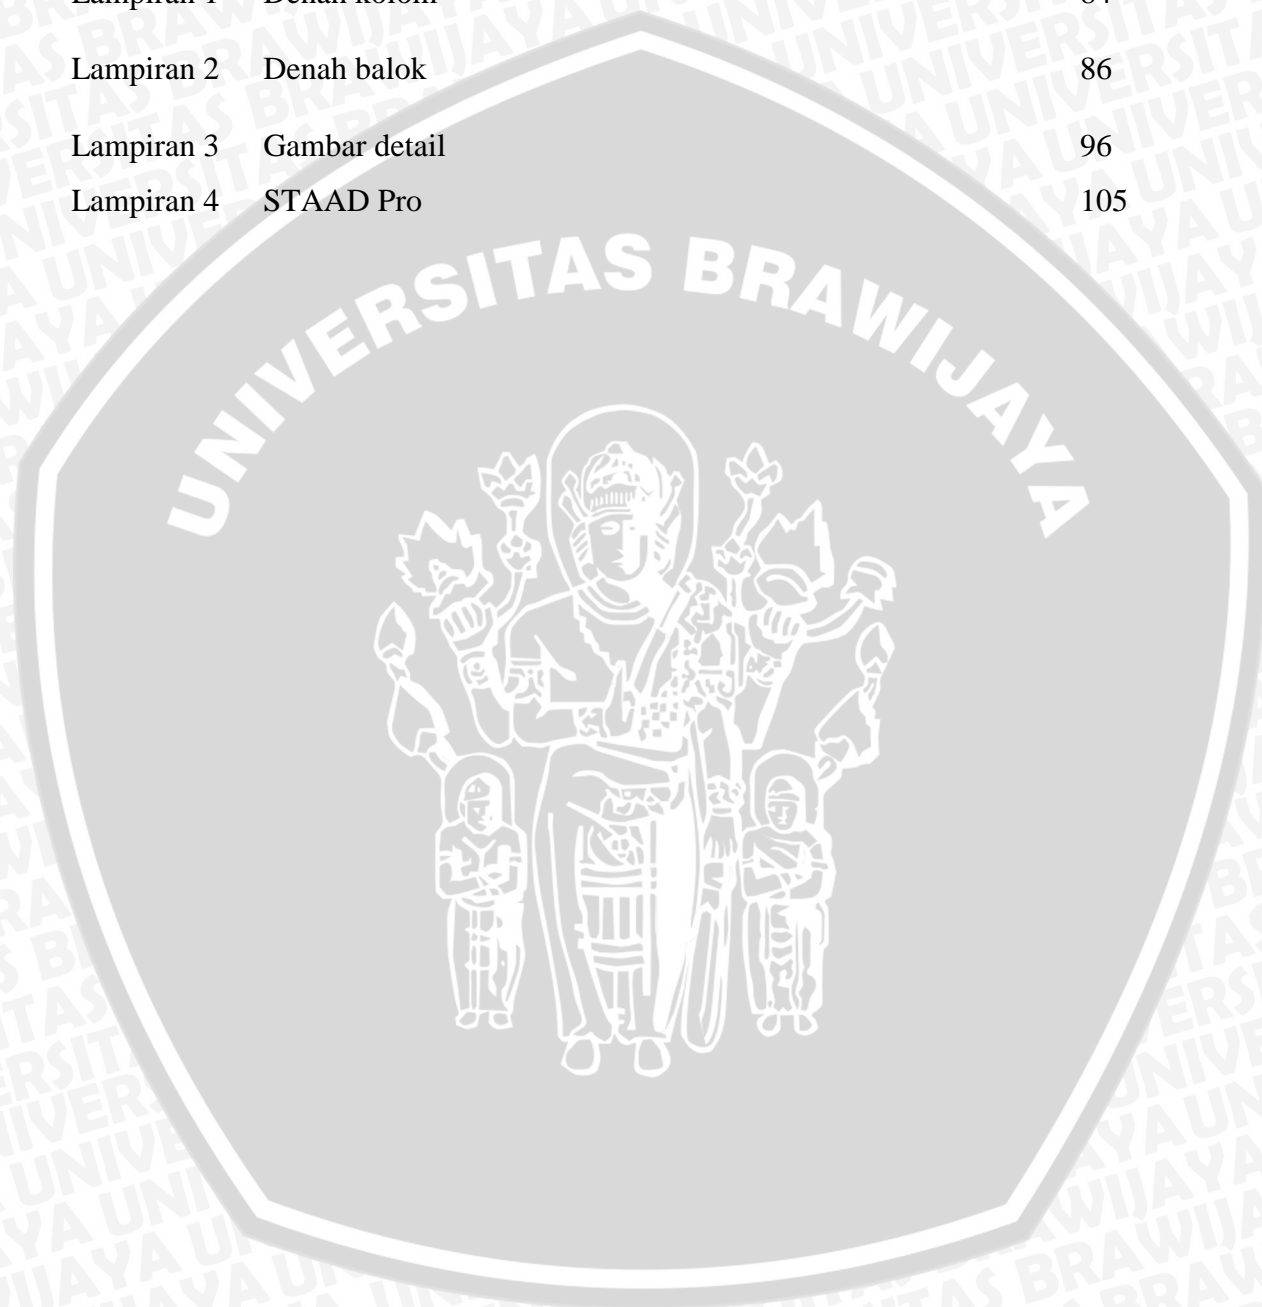 Lampiran 2 Denah balok 86
Lampiran 3 Gambar detail 96
Lampiran 4 STAAD Pro 105
UNIVERSITAS BRAWIJAYA